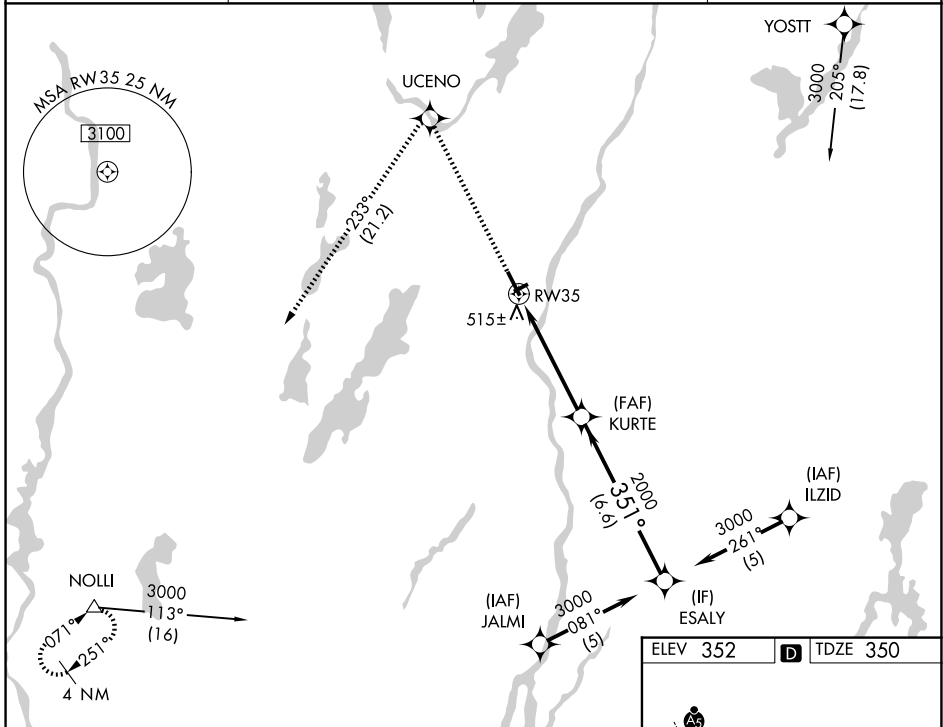 YOSTT
3000
205°
(17.8)
UCENO
MSA RW35 25 NM
3100
233°
(21.2)
RW35
515±
(FAF)
KURTE
2000
351°
(6.6)
(IAF)
ILZID
3000
261°
(5)
NOLLI
3000
113°
(16)
071°
251°
4 NM
(IAF)
JALMI
3000
081°
(5)
(IF)
ESALY
ELEV 352
D
TDZE 350
A5